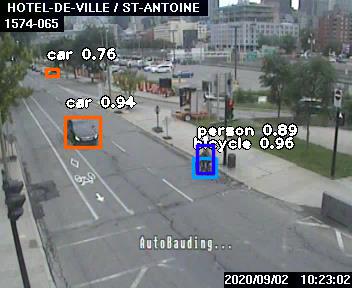 HOTEL-DE-VILLE / ST-ANTOINE
1574-065
car 0.76
car 0.94
person 0.89
bicycle 0.96
AutoBauding...
2020/09/02 10:23:02